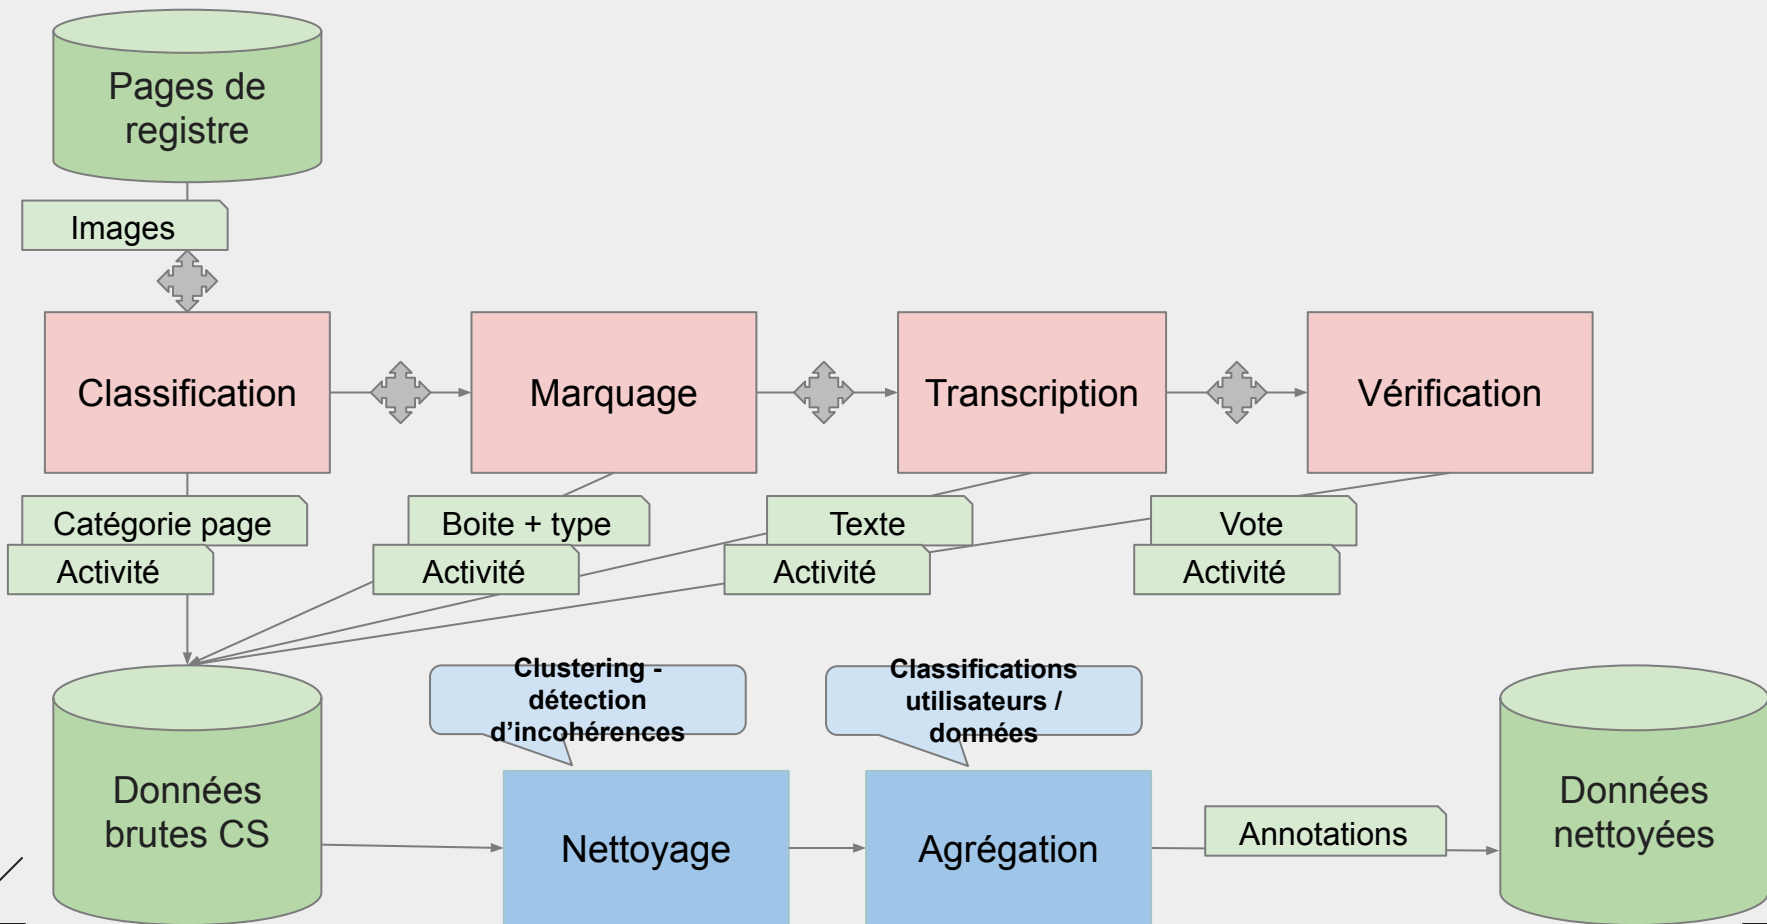 Pages de
registre
Images
Classification
Marquage
Transcription
Vérification
Catégorie page
Activité
Boite + type
Activité
Texte
Activité
Vote
Activité
Clustering -
détection
d'incohérences
Classifications
utilisateurs /
données
Données
brutes CS
Nettoyage
Agrégation
Annotations
Données
nettoyées